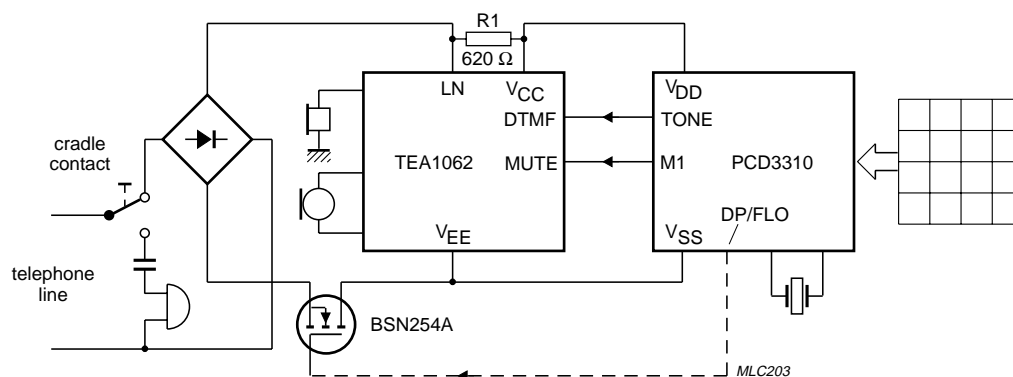 R1
620 Ω
LN
VCC
VDD
DTMF
TONE
cradle
contact
TEA1062
MUTE
M1
PCD3310
DP/FLO
VEE
VSS
telephone
line
BSN254A
MLC203